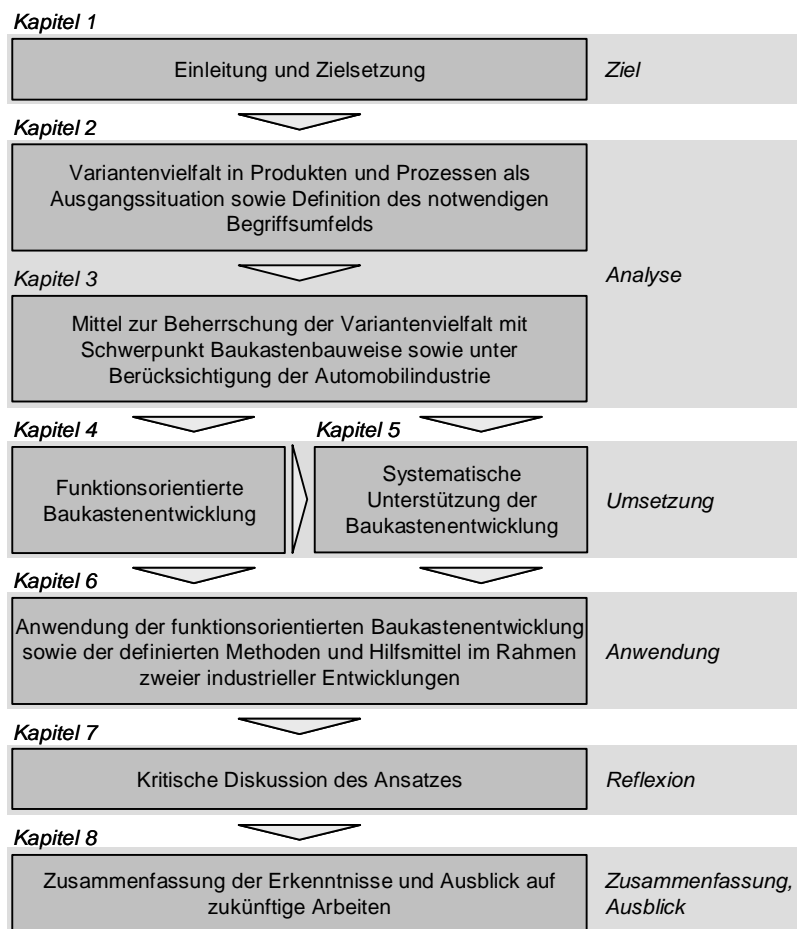 Kapitel 1
Einleitung und Zielsetzung
Ziel
Kapitel 2
Variantenvielfalt in Produkten und Prozessen als
Ausgangssituation sowie Definition des notwendigen
Begriffsumfelds
Analyse
Kapitel 3
Mittel zur Beherrschung der Variantenvielfalt mit
Schwerpunkt Baukastenbauweise sowie unter
Berücksichtigung der Automobilindustrie
Kapitel 4
Funktionsorientierte
Baukastenentwicklung
Kapitel 5
Systematische
Unterstützung der
Baukastenentwicklung
Umsetzung
Kapitel 6
Anwendung der funktionsorientierten Baukastenentwicklung
sowie der definierten Methoden und Hilfsmittel im Rahmen
zweier industrieller Entwicklungen
Anwendung
Kapitel 7
Kritische Diskussion des Ansatzes
Reflexion
Kapitel 8
Zusammenfassung der Erkenntnisse und Ausblick auf
zukünftige Arbeiten
Zusammenfassung,
Ausblick